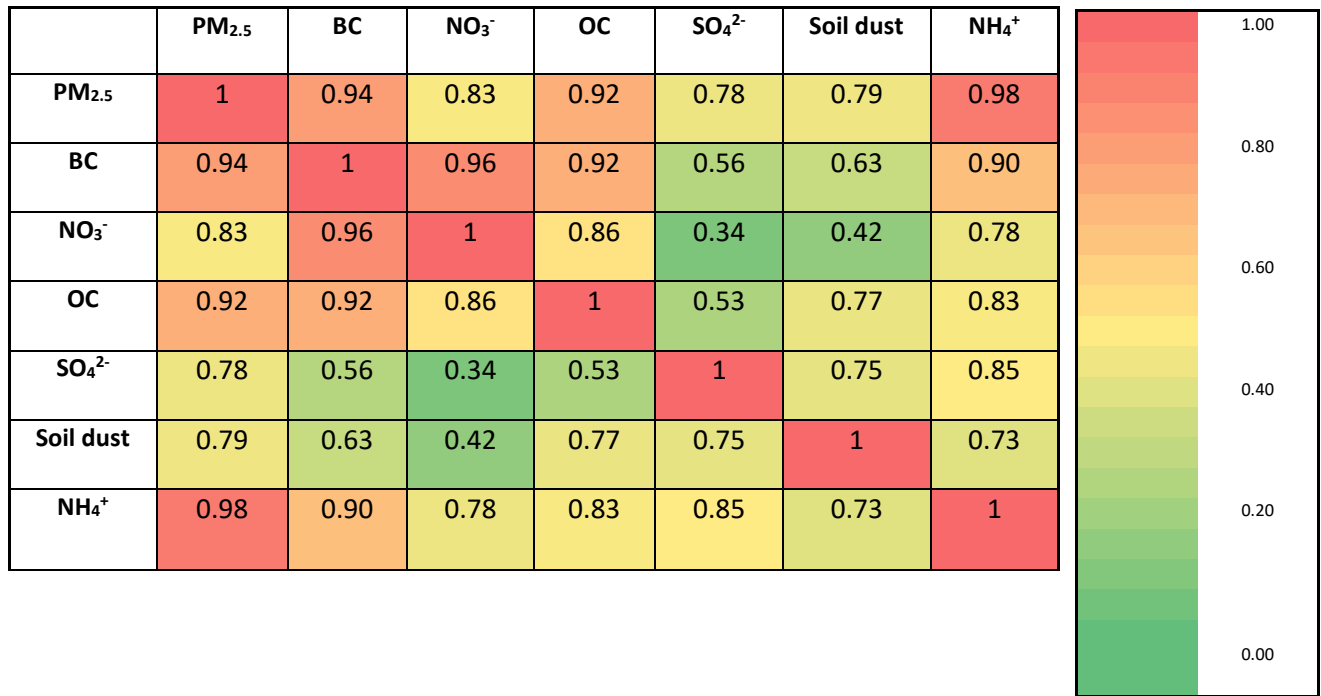 PM₂.₅ BC NO₃⁻ OC SO₄²⁻ Soil dust NH₄⁺
PM₂.₅ 1 0.94 0.83 0.92 0.78 0.79 0.98
BC 0.94 1 0.96 0.92 0.56 0.63 0.90
NO₃⁻ 0.83 0.96 1 0.86 0.34 0.42 0.78
OC 0.92 0.92 0.86 1 0.53 0.77 0.83
SO₄²⁻ 0.78 0.56 0.34 0.53 1 0.75 0.85
Soil dust 0.79 0.63 0.42 0.77 0.75 1 0.73
NH₄⁺ 0.98 0.90 0.78 0.83 0.85 0.73 1
1.00
0.80
0.60
0.40
0.20
0.00